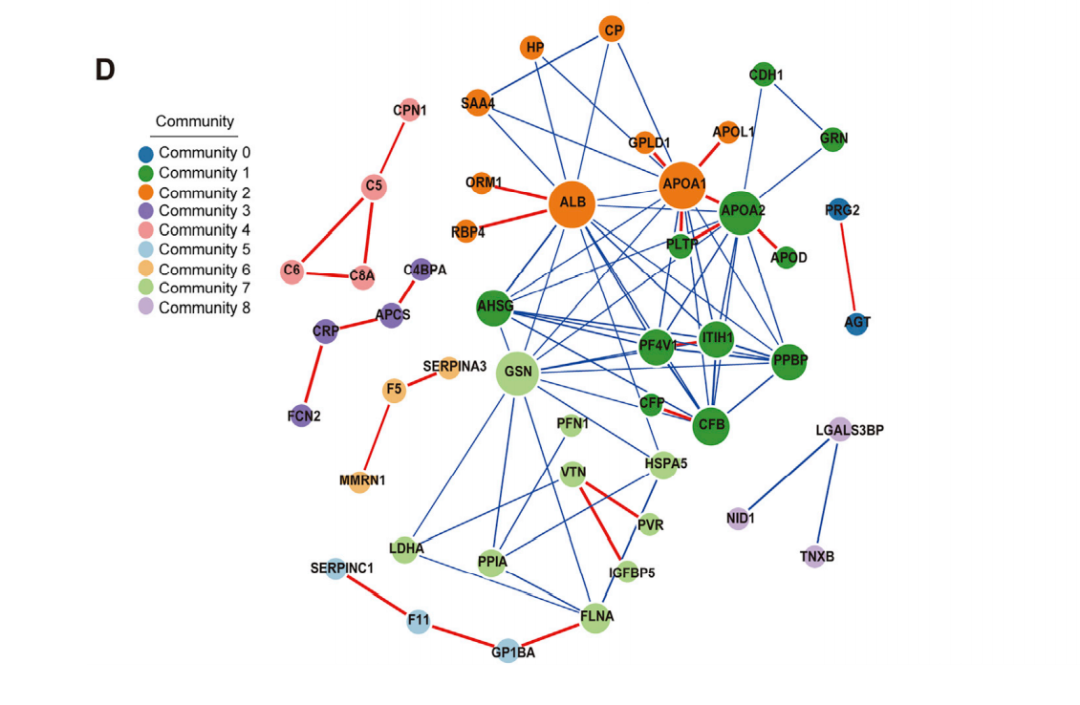 D
Community
Community 0
Community 1
Community 2
Community 3
Community 4
Community 5
Community 6
Community 7
Community 8
CP
HP
CDH1
SAA4
CPN1
APOL1
GPLD1
GRN
C5
ORM1
APOA1
ALB
APOA2
PRG2
RBP4
PLTP
APOD
C6
C8A
C4BPA
AHSG
APCS
CRP
AGT
ITIH1
PF4V1
PPBP
SERPINA3
GSN
F5
CFP
FCN2
PFN1
CFB
LGALS3BP
HSPA5
VTN
MMRN1
NID1
PVR
LDHA
PPIA
TNXB
SERPINC1
IGFBP5
F11
FLNA
GP1BA